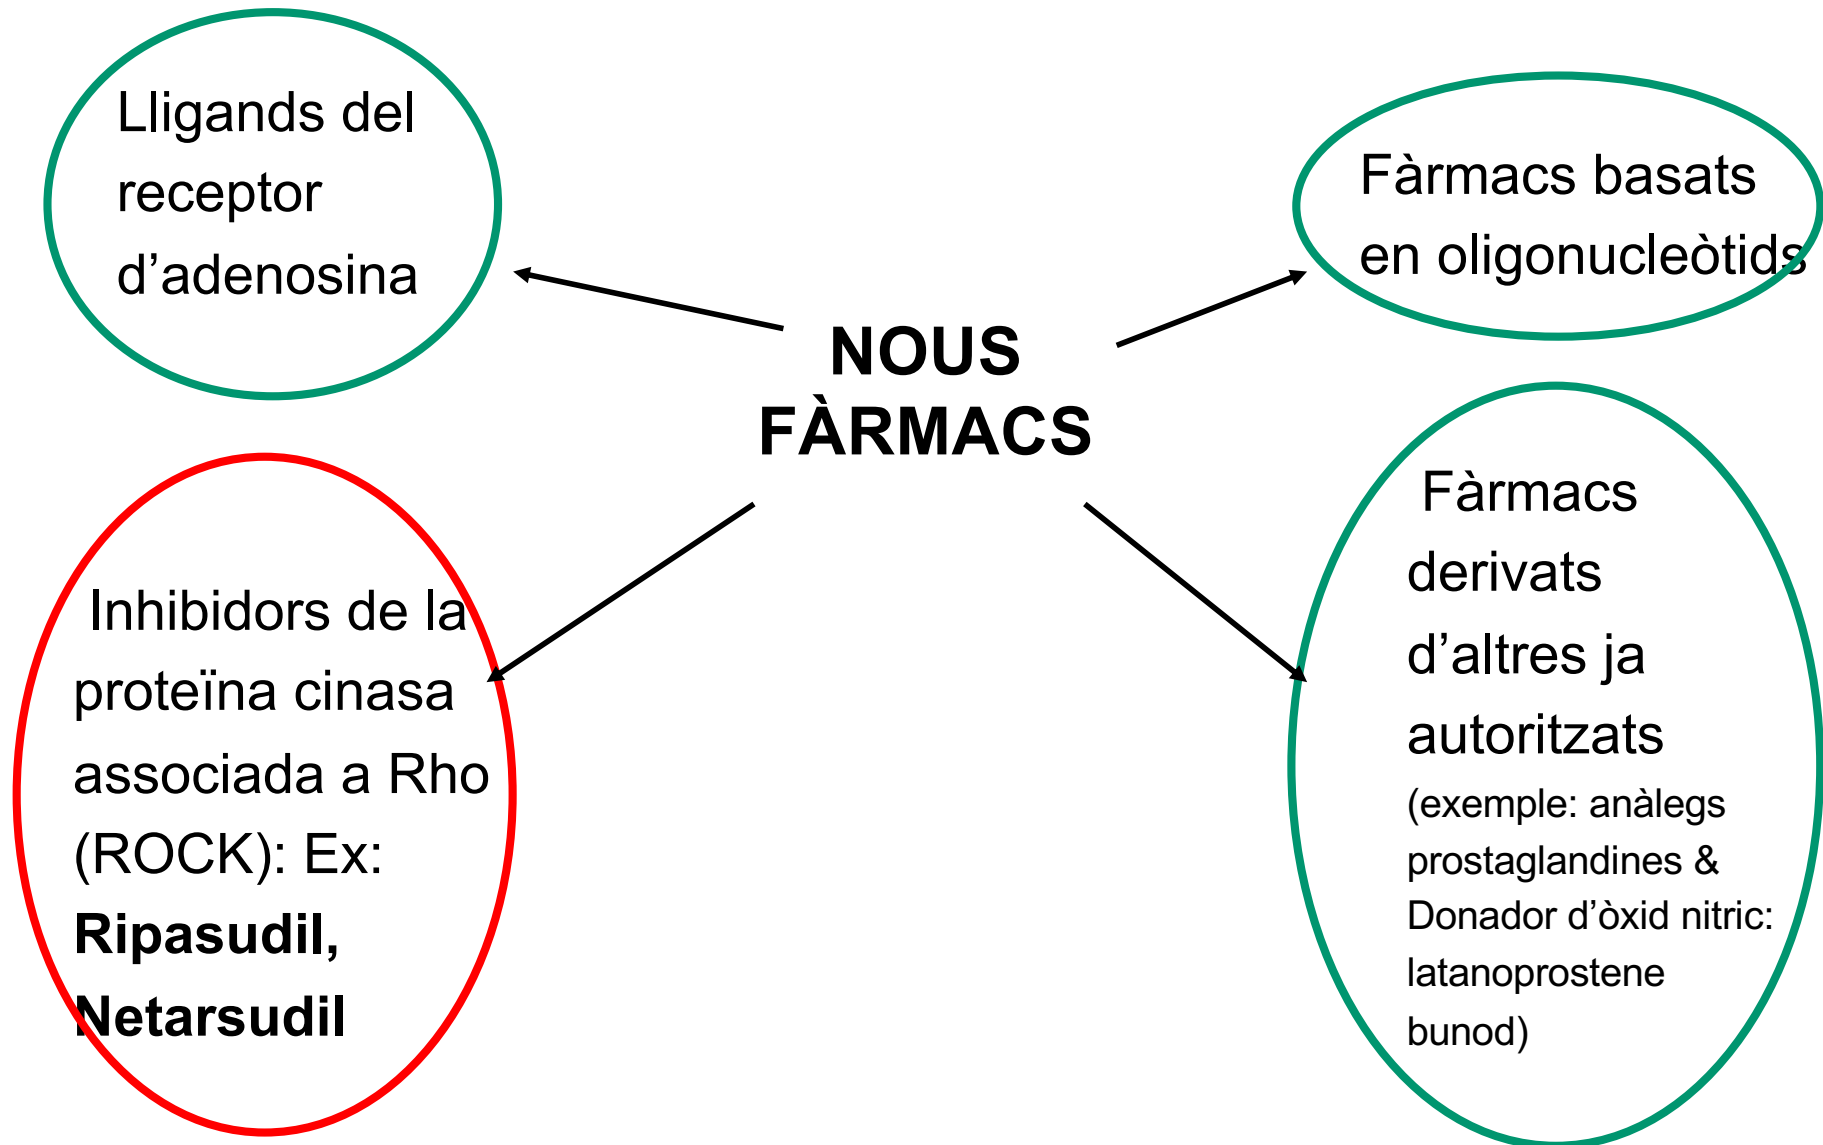 Lligands del
receptor
d’adenosina
Fàrmacs basats
en oligonucleòtids
NOUS
FÀRMACS
Inhibidors de la
proteïna cinasa
associada a Rho
(ROCK): Ex:
Ripasudil,
Netarsudil
Fàrmacs
derivats
d’altres ja
autoritzats
(exemple: anàlegs
prostaglandines &
Donador d’òxid nitric:
latanoprostene
bunod)